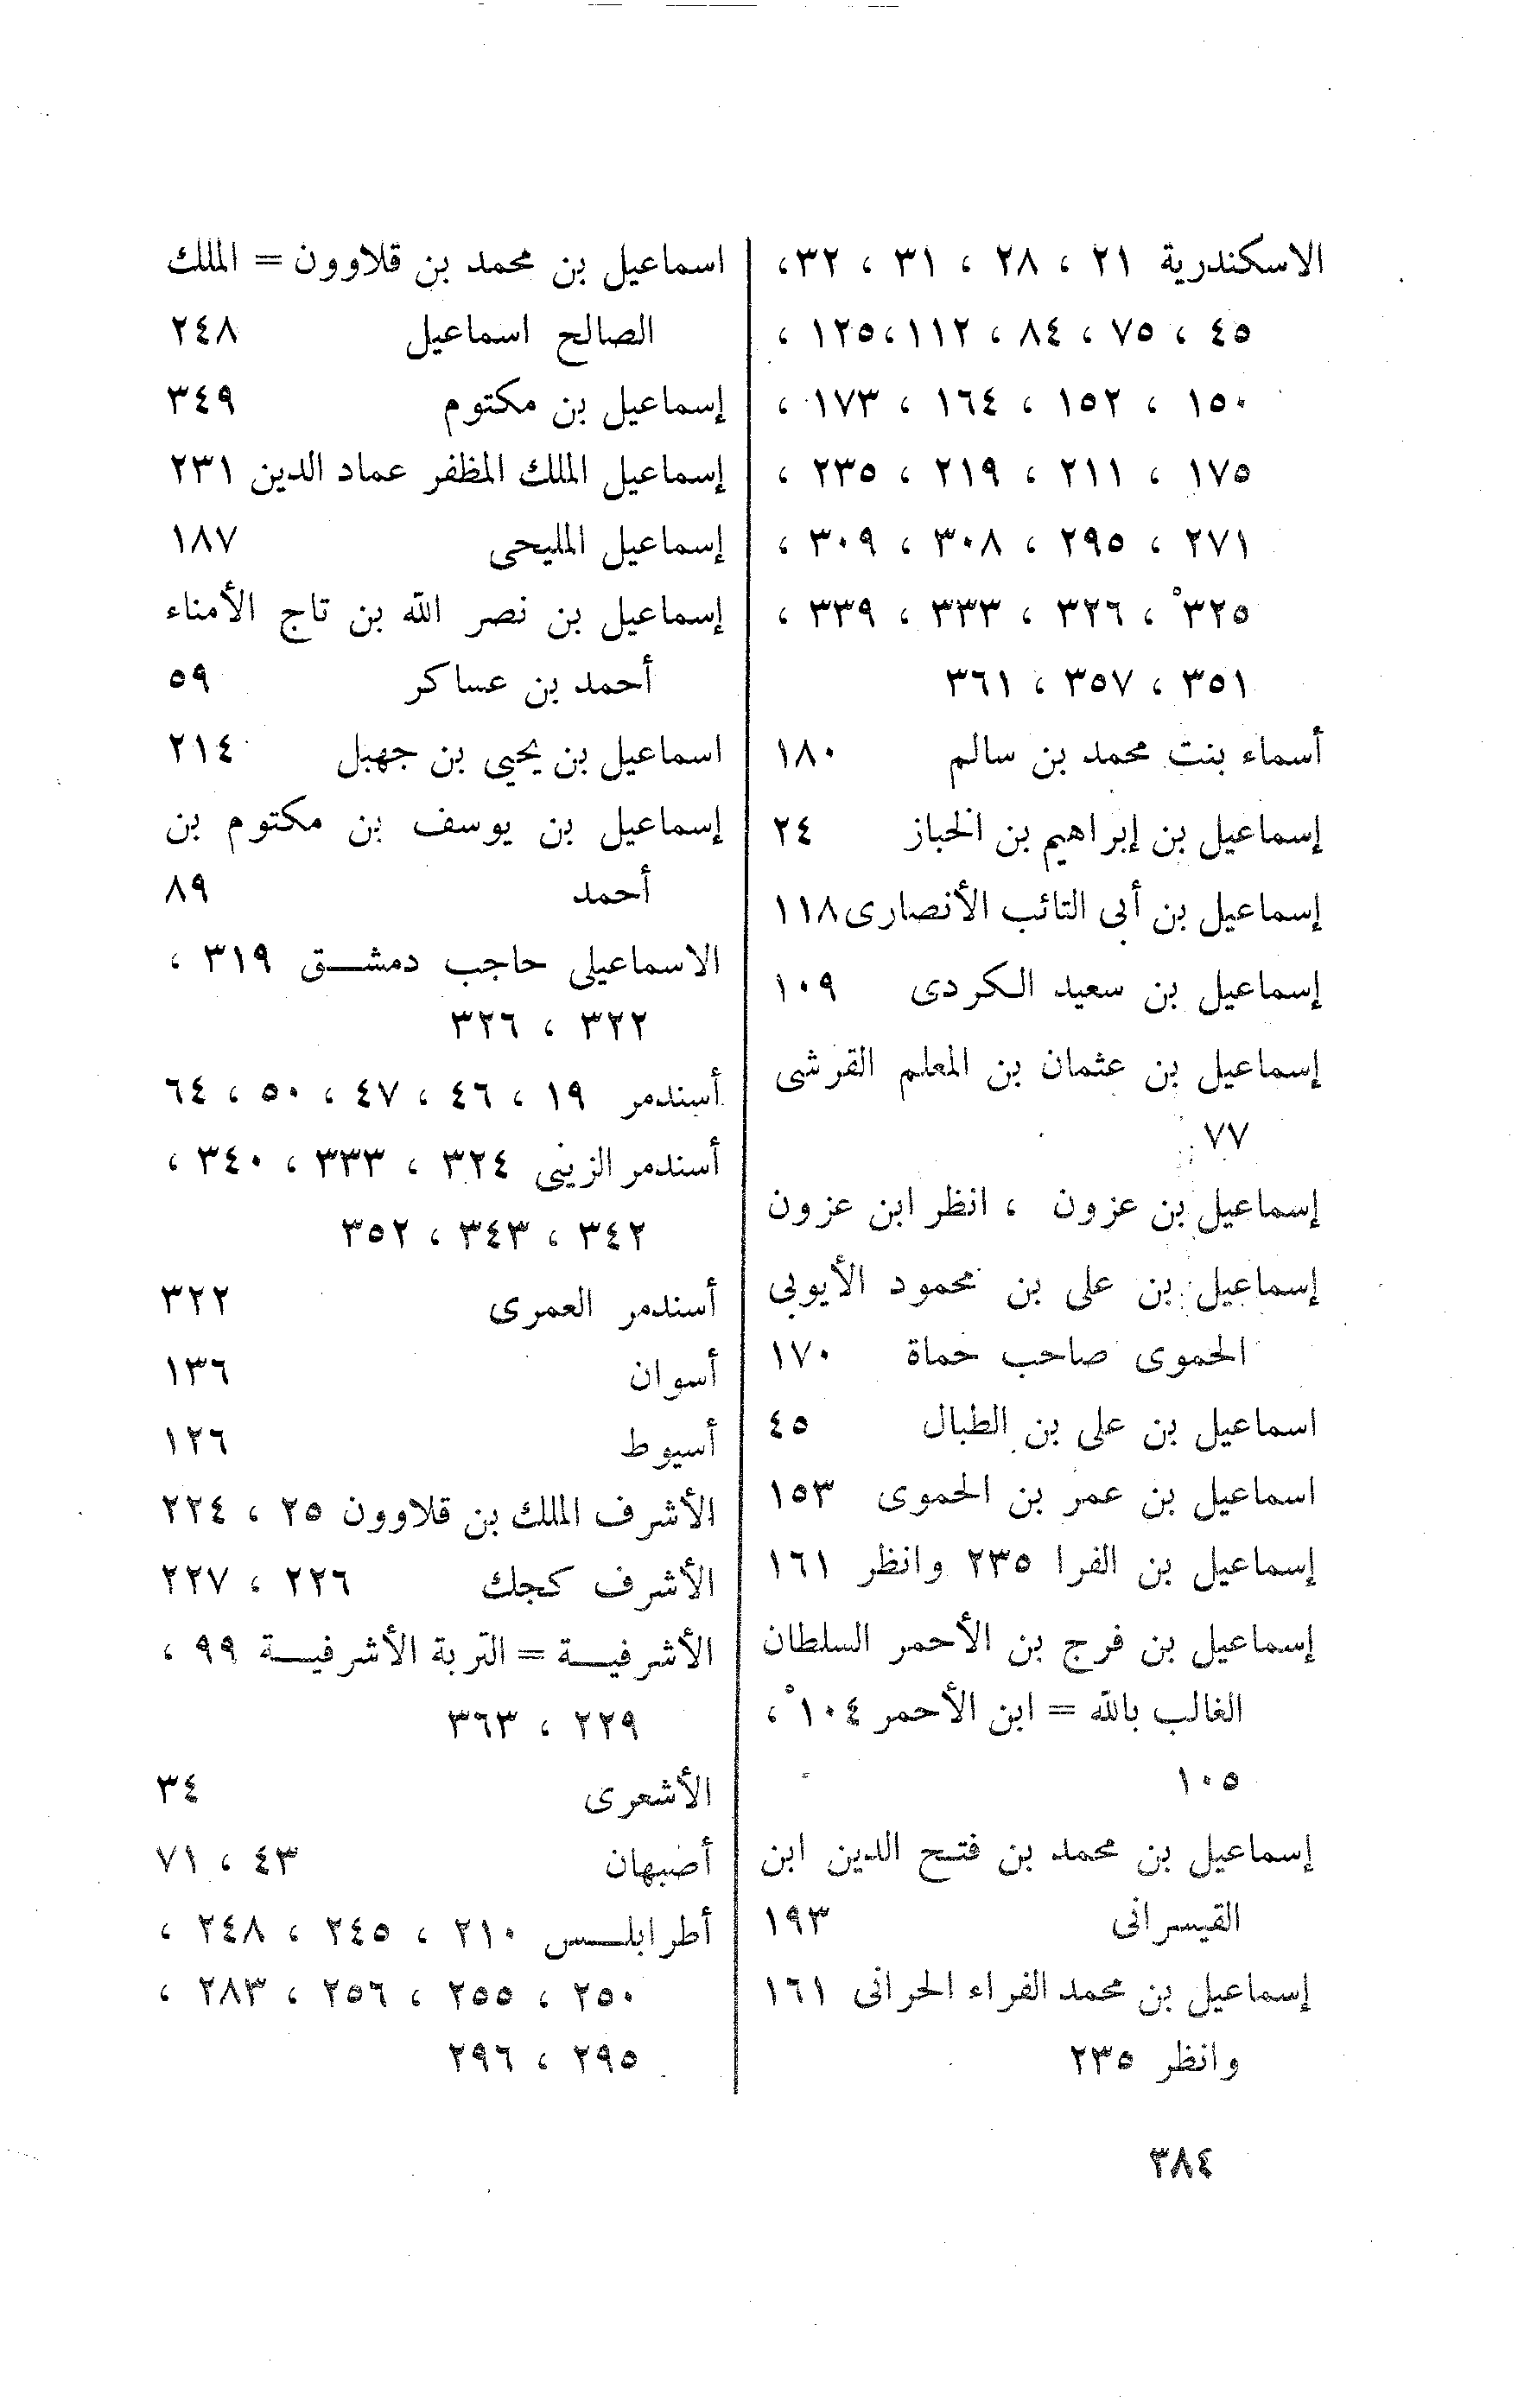 الاسكندرية ٢١ ، ٢٨ ، ٣١ ، ٣٢،
٤٥ ، ٧٥ ، ٨٤ ، ١١٢،١٢٥ ،
١٥٠ ، ١٥٢ ، ١٦٤ ، ١٧٣ ،
١٧٥ ، ٢١١ ، ٢١٩ ، ٢٣٥ ،
٢٧١ ، ٢٩٥ ، ٣٠٨ ، ٣٠٩ ،
٣٢٥° ، ٣٢٦ ، ٣٣٣ ، ٣٣٩ ،
٣٥١ ، ٣٥٧ ، ٣٦١
أسماء بنت محمد بن سالم ١٨٠
إسماعيل بن إبراهيم بن الخباز ٢٤
إسماعيل بن أبى التائب الأنصارى ١١٨
إسماعيل بن سعيد الكردى ١٠٩
إسماعيل بن عثمان بن المعلم القرشى
٧٧
إسماعيل بن عزون ، انظر ابن عزون
إسماعيل بن على بن محمود الأيوبى
الحموى صاحب حماة ١٧٠
اسماعيل بن على بن الطبال ٤٥
اسماعيل بن عمر بن الحموى ١٥٣
إسماعيل بن الفرا ٢٣٥ وانظر ١٦١
إسماعيل بن فرج بن الأحمر السلطان
الغالب بالله = ابن الأحمر ١٠٤° ،
١٠٥
إسماعيل بن محمد بن فتح الدين ابن
القيسرانى ١٩٣
إسماعيل بن محمد الفراء الحرانى ١٦١
وانظر ٢٣٥
اسماعيل بن محمد بن قلاوون = الملك
الصالح اسماعيل ٢٤٨
إسماعيل بن مكتوم ٣٤٩
إسماعيل الملك المظفر عماد الدين ٢٣١
إسماعيل المليحى ١٨٧
إسماعيل بن نصر الله بن تاج الأمناء
أحمد بن عساكر ٥٩
اسماعيل بن يحيى بن جهبل ٢١٤
إسماعيل بن يوسف بن مكتوم بن
أحمد ٨٩
الاسماعيلى حاجب دمشق ٣١٩ ،
٣٢٢ ، ٣٢٦
أسندمر ١٩ ، ٤٦ ، ٤٧ ، ٥٠ ، ٦٤
أسندمر الزينى ٣٢٤ ، ٣٣٣ ، ٣٤٠ ،
٣٤٢ ، ٣٤٣ ، ٣٥٢
أسندمر العمرى ٣٢٢
أسوان ١٣٦
أسيوط ١٢٦
الأشرف الملك بن قلاوون ٢٥ ، ٢٢٤
الأشرف كجك ٢٢٦ ، ٢٢٧
الأشرفية = التربة الأشرفية ٩٩ ،
٢٢٩ ، ٣٦٣
الأشعرى ٣٤
أصبهان ٤٣ ، ٧١
أطرابلس ٢١٠ ، ٢٤٥ ، ٢٤٨ ،
٢٥٠ ، ٢٥٥ ، ٢٥٦ ، ٢٨٣ ،
٢٩٥ ، ٢٩٦
٣٨٤